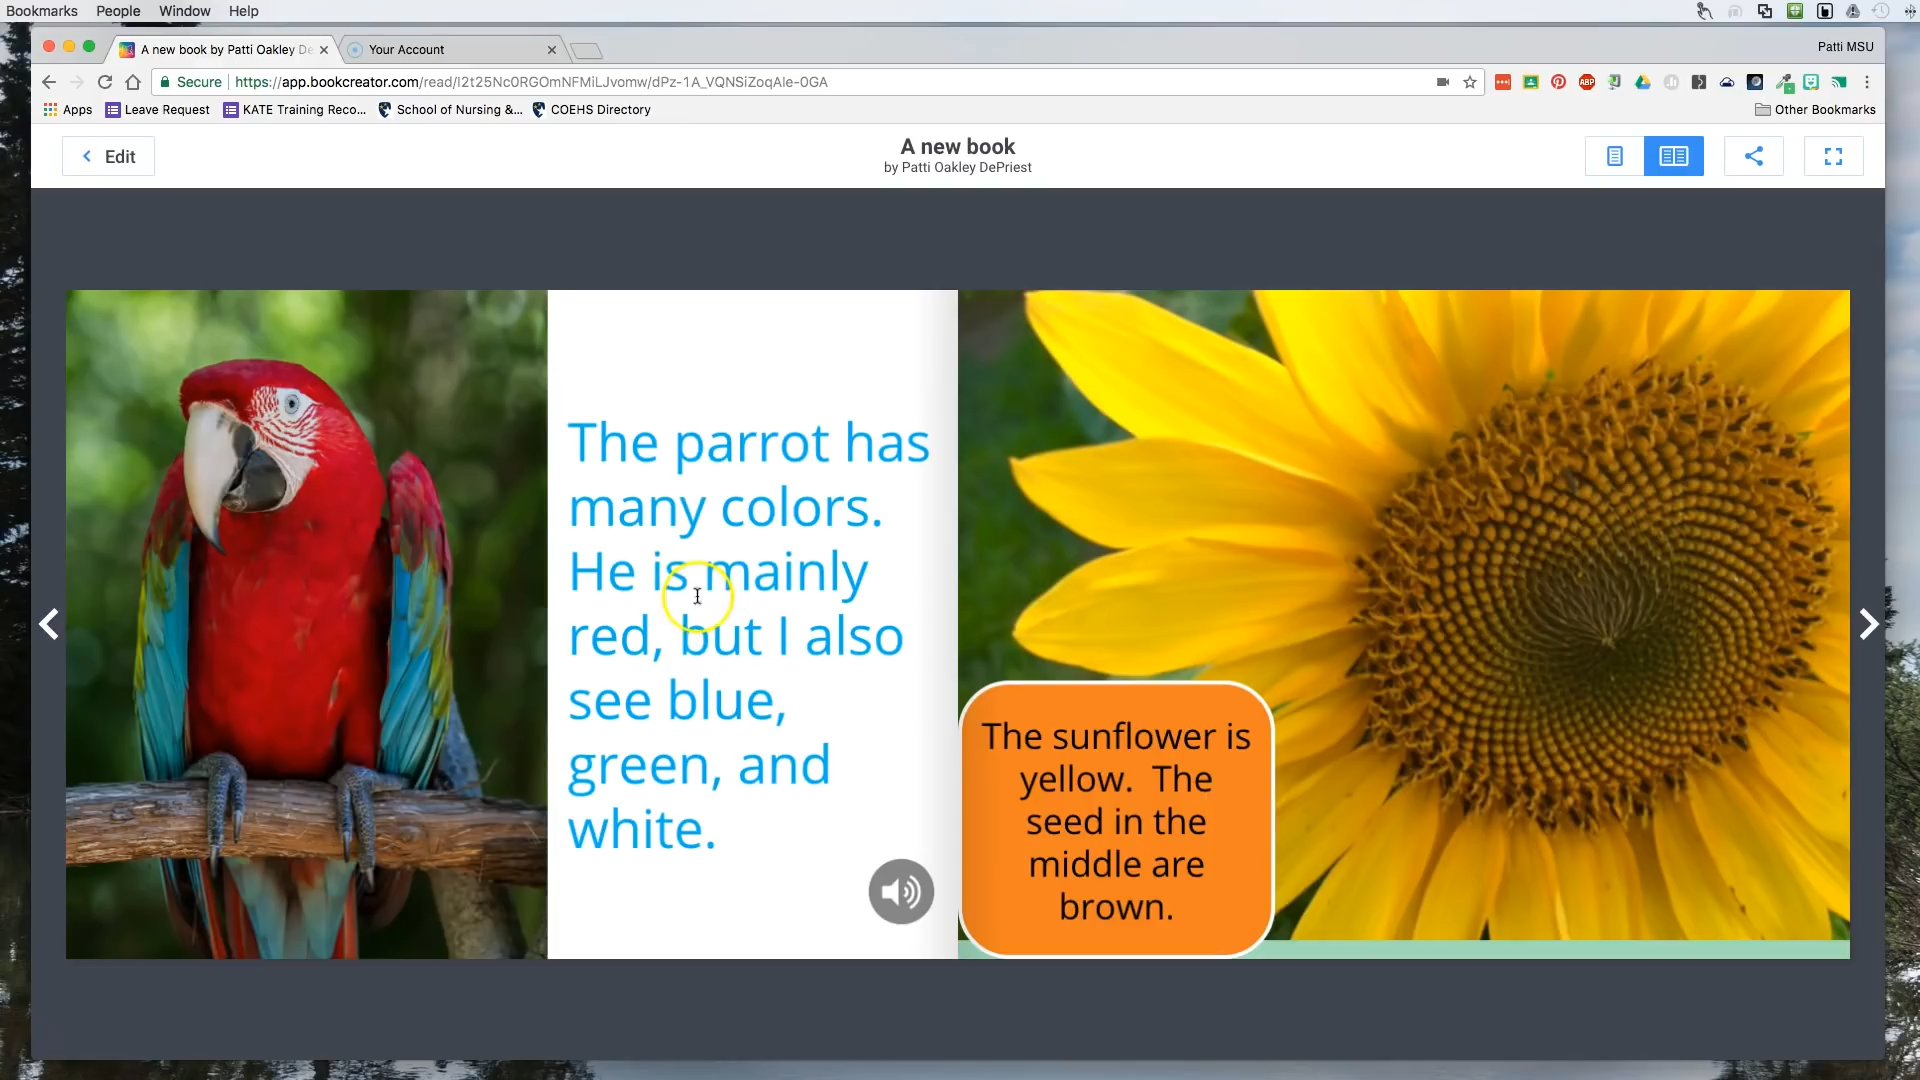 Bookmarks People Window Help
A new book by Patti Oakley De
Your Account
Patti MSU
Secure https://app.bookcreator.com/read/I2t25Nc0RGOmNFMiLJvomw/dPz-1A_VQNSiZoqAle-0GA
Apps Leave Request KATE Training Reco... School of Nursing &... COEHS Directory Other Bookmarks
Edit
A new book
by Patti Oakley DePriest
The parrot has
many colors.
He is mainly
red, but I also
see blue,
green, and
white.
The sunflower is
yellow. The
seed in the
middle are
brown.